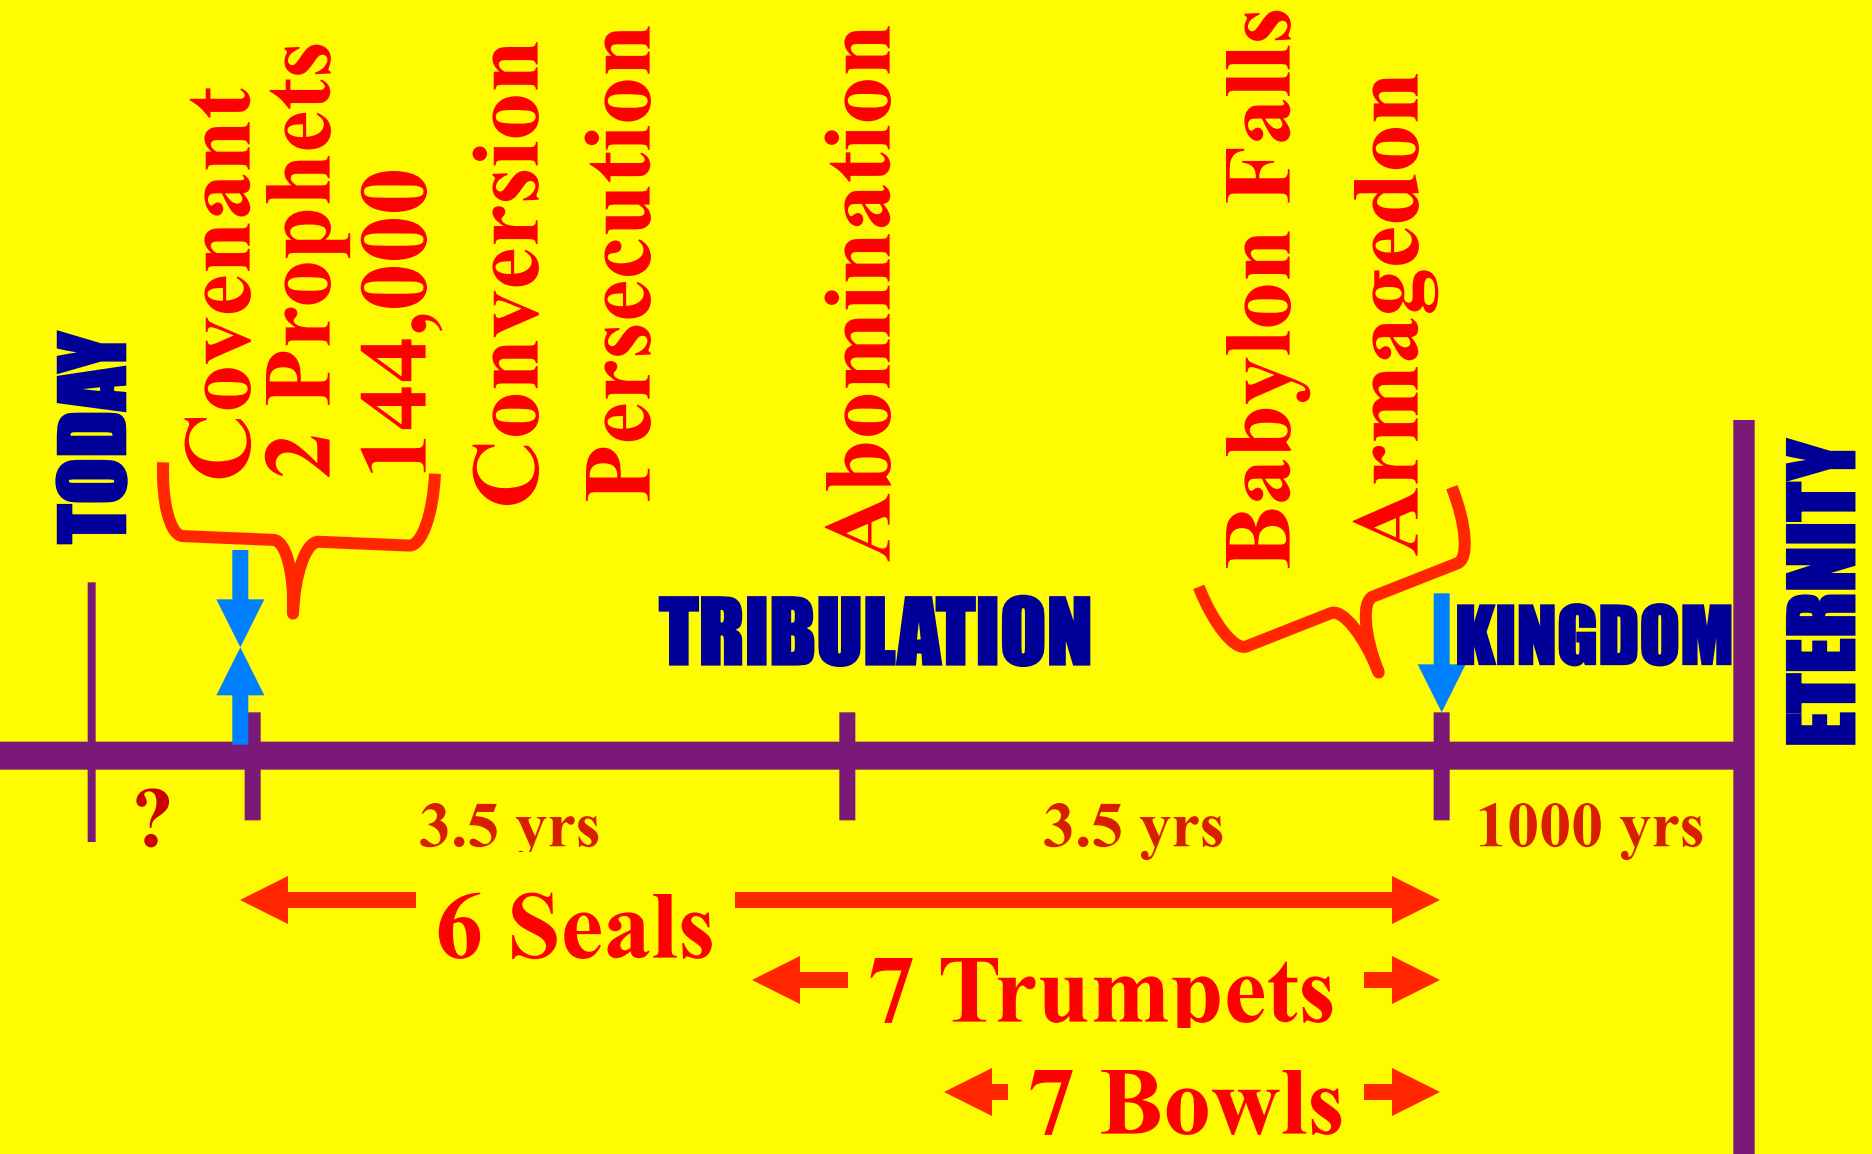 TODAY
Covenant
2 Prophets
144,000
Conversion
Persecution
Abomination
Babylon Falls
Armagedon
TRIBULATION
KINGDOM
ETERNITY
?
3.5 yrs
3.5 yrs
1000 yrs
6 Seals
7 Trumpets
7 Bowls